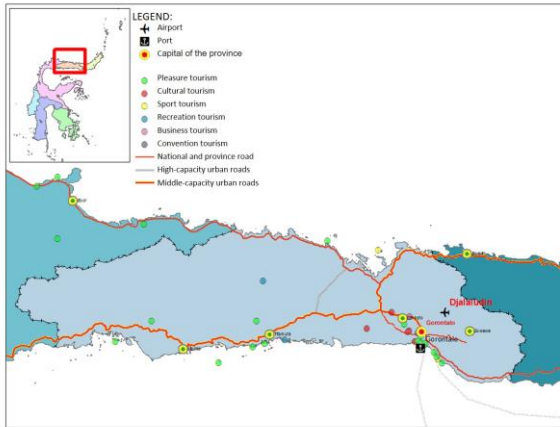 LEGEND:
Airport
Port
Capital of the province
Pleasure tourism
Cultural tourism
Sport tourism
Recreation tourism
Business tourism
Convention tourism
National and province road
High-capacity urban roads
Middle-capacity urban roads
Djalaludin
Gorontalo
Gorontalo